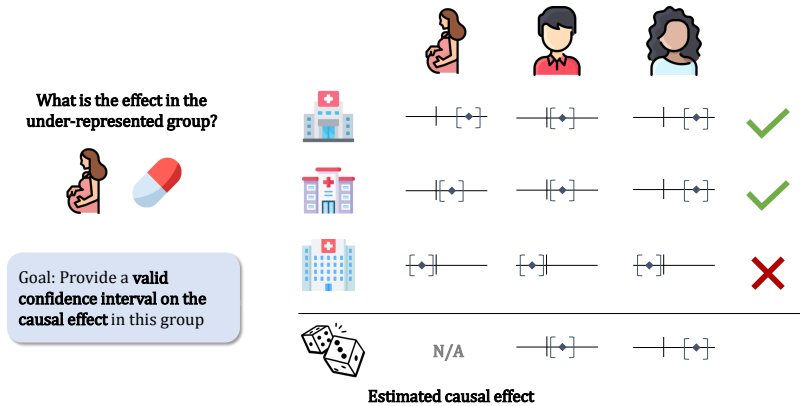 What is the effect in the
under-represented group?
Goal: Provide a valid
confidence interval on the
causal effect in this group
N/A
Estimated causal effect